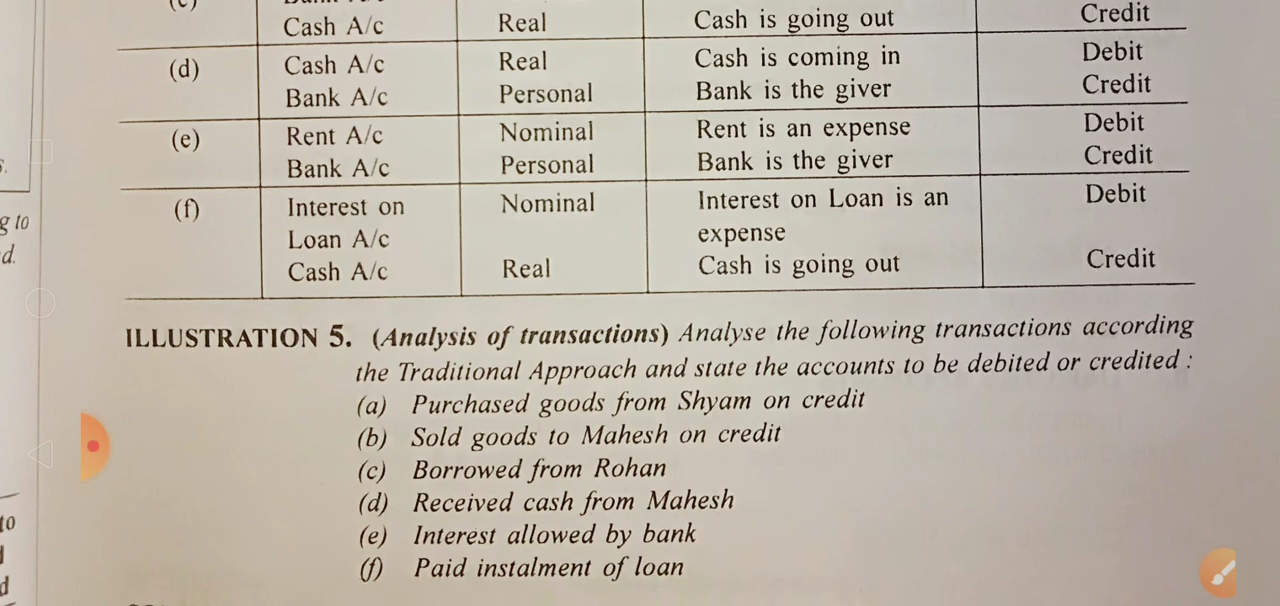 (c)
Cash A/c Real Cash is going out Credit
(d) Cash A/c Real Cash is coming in Debit
Bank A/c Personal Bank is the giver Credit
(e) Rent A/c Nominal Rent is an expense Debit
Bank A/c Personal Bank is the giver Credit
(f) Interest on Nominal Interest on Loan is an Debit
Loan A/c expense
Cash A/c Real Cash is going out Credit
g to
d.
ILLUSTRATION 5. (Analysis of transactions) Analyse the following transactions according
the Traditional Approach and state the accounts to be debited or credited :
(a) Purchased goods from Shyam on credit
(b) Sold goods to Mahesh on credit
(c) Borrowed from Rohan
(d) Received cash from Mahesh
(e) Interest allowed by bank
(f) Paid instalment of loan
to
d